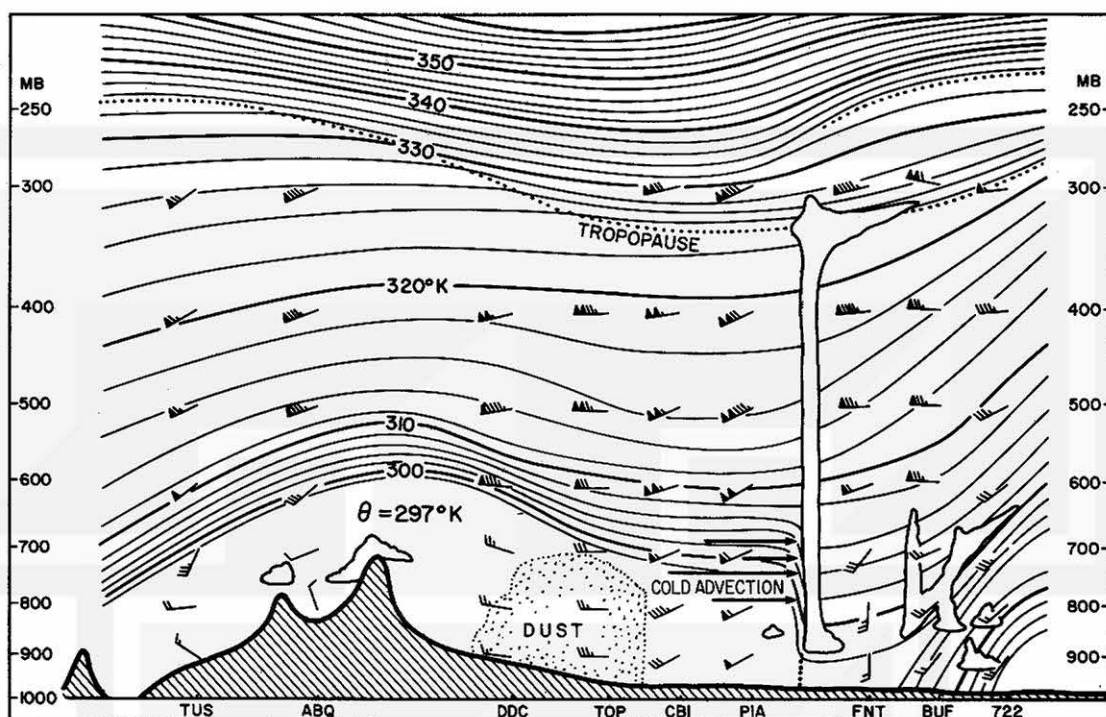 MB
MB
350
340
250
250
330
300
300
TROPOPAUSE
320°K
400
400
500
500
310
600
300
600
θ = 297°K
700
700
COLD ADVECTION
800
800
DUST
900
900
1000
TUS ABQ DDC TOP CBI PIA FNT BUF 722